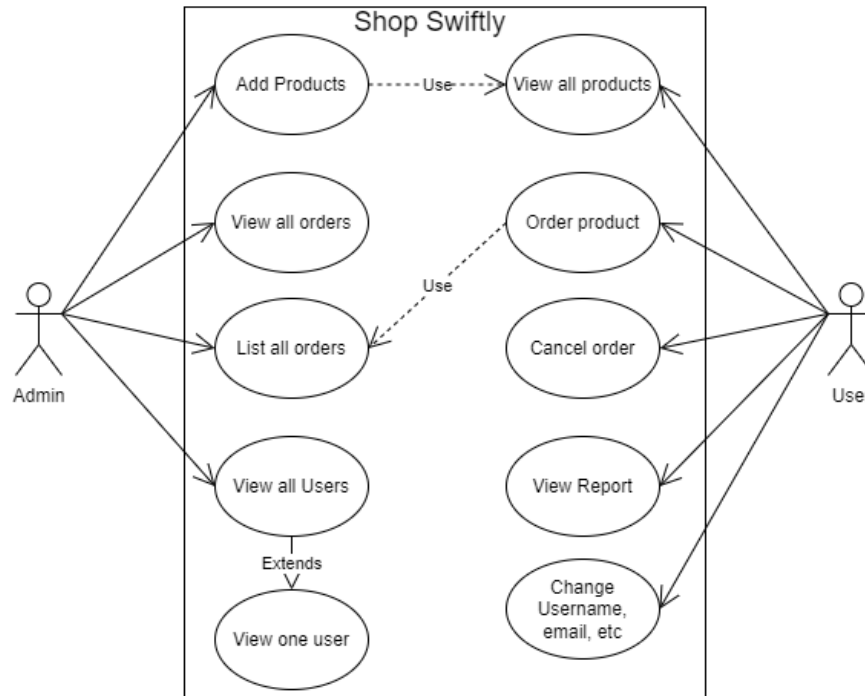 Shop Swiftly
Add Products
Use
View all products
View all orders
Order product
Use
List all orders
Cancel order
Admin
User
View all Users
View Report
Extends
Change
Username,
email, etc
View one user